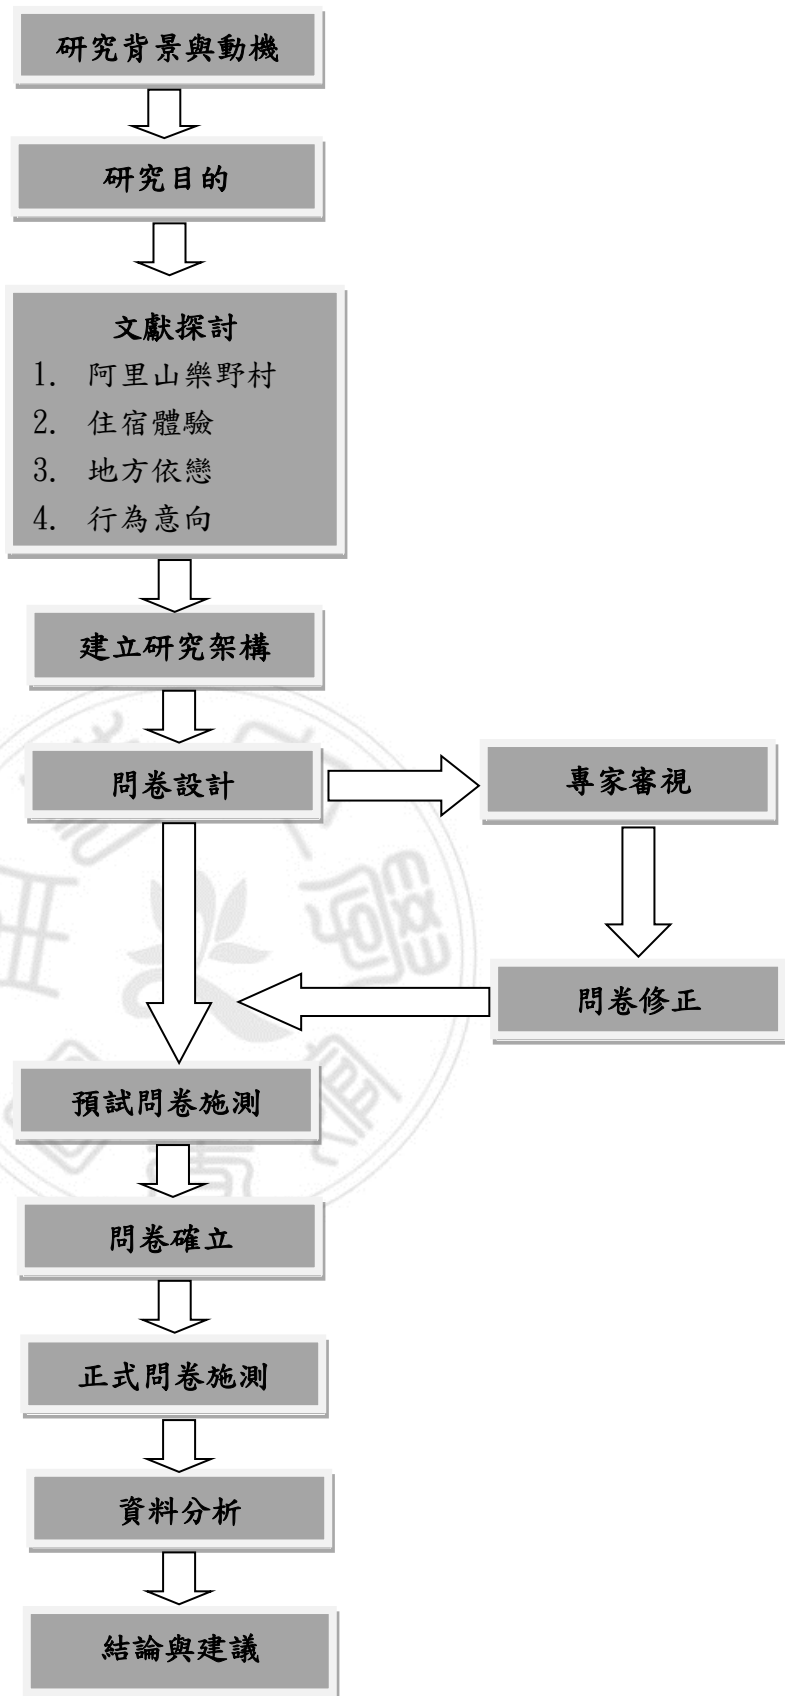 研究背景與動機
研究目的
文獻探討
1. 阿里山樂野村
2. 住宿體驗
3. 地方依戀
4. 行為意向
建立研究架構
問卷設計
專家審視
問卷修正
預試問卷施測
問卷確立
正式問卷施測
資料分析
結論與建議